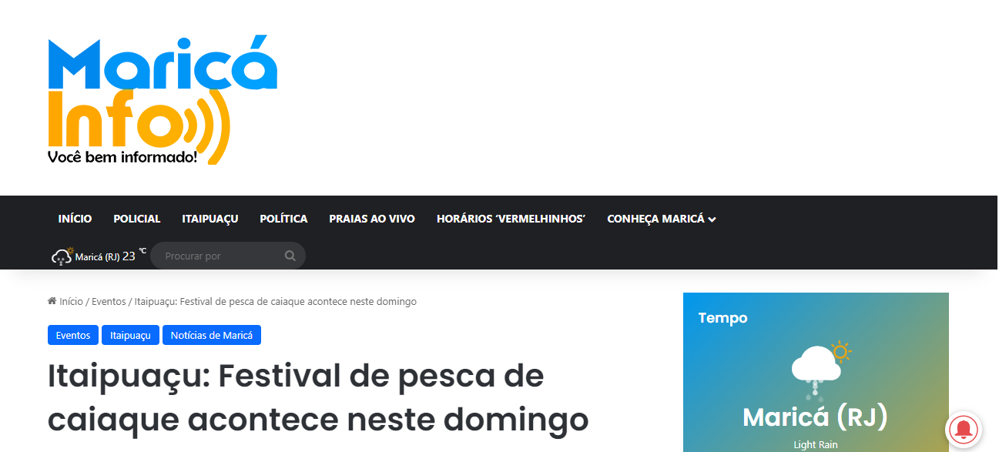 Maricá
Info
Você bem informado!
INÍCIO POLICIAL ITAIPUAÇU POLÍTICA PRAIAS AO VIVO HORÁRIOS ‘VERMELHINHOS’ CONHEÇA MARICÁ
Maricá (RJ) 23 °C Procurar por
Início / Eventos / Itaipuaçu: Festival de pesca de caiaque acontece neste domingo
Eventos Itaipuaçu Notícias de Maricá
Itaipuaçu: Festival de pesca de
caiaque acontece neste domingo
Tempo
Maricá (RJ)
Light Rain